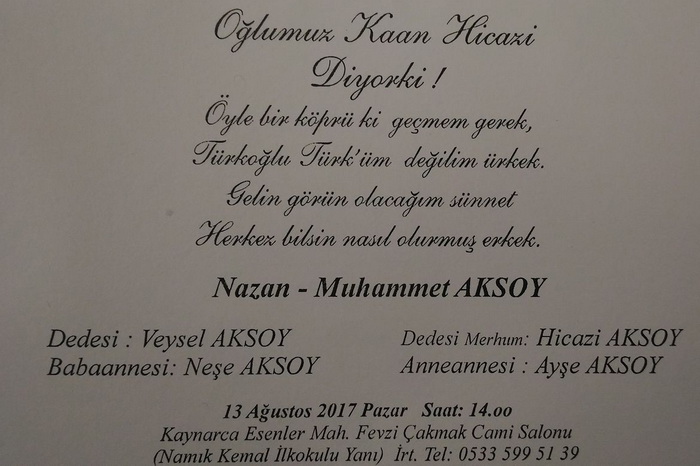 Oğlumuz Kaan Hicazi
Diyorki !
Öyle bir köprü ki geçmem gerek,
Türkoğlu Türk'üm değilim ürkek.
Gelin görün olacağım sünnet
Herkez bilsin nasıl olurmuş erkek.
Nazan - Muhammet AKSOY
Dedesi : Veysel AKSOY
Babaannesi: Neşe AKSOY
Dedesi Merhum: Hicazi AKSOY
Anneannesi : Ayşe AKSOY
13 Ağustos 2017 Pazar Saat: 14.oo
Kaynarca Esenler Mah. Fevzi Çakmak Cami Salonu
(Namık Kemal İlkokulu Yanı) İrt. Tel: 0533 599 51 39